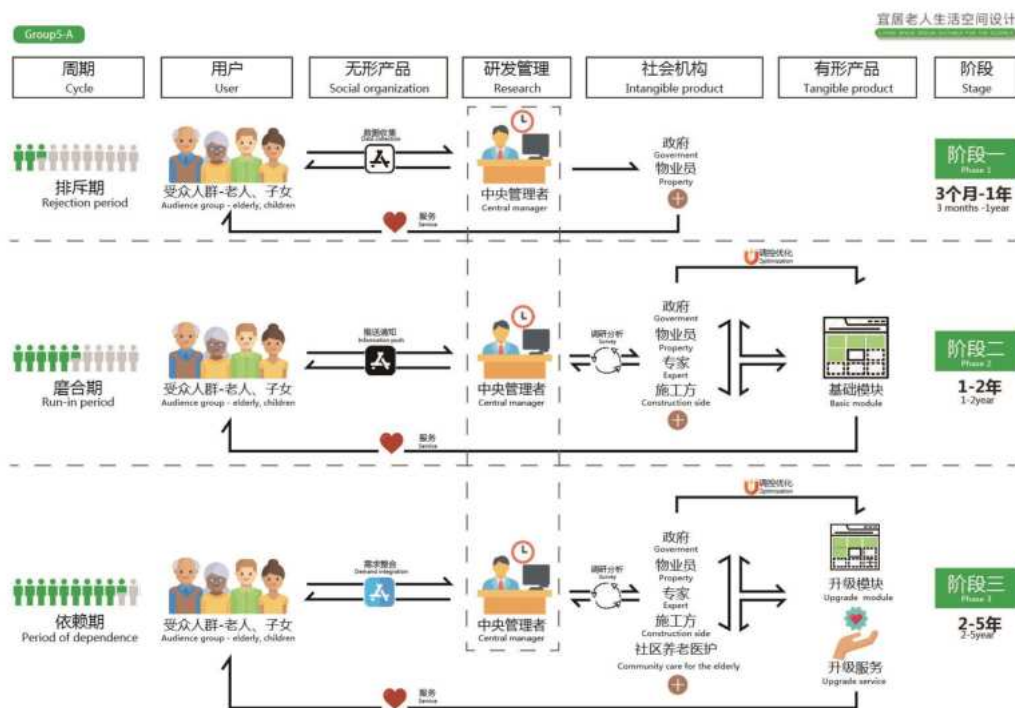 Group5-A
宜居老人生活空间设计
周期
Cycle
用户
User
无形产品
Social organization
研发管理
Research
社会机构
Intangible product
有形产品
Tangible product
阶段
Stage
排斥期
Rejection period
受众人群-老人、子女
Audience group - elderly, children
数据收集
Data collection
中央管理者
Central manager
政府
Goverment
物业员
Property
服务
Service
阶段一
Phase 1
3个月-1年
3 months -1year
磨合期
Run-in period
受众人群-老人、子女
Audience group - elderly, children
推送通知
Information push
中央管理者
Central manager
调研分析
Survey
政府
Goverment
物业员
Property
专家
Expert
施工方
Construction side
调控优化
Optimization
基础模块
Basic module
服务
Service
阶段二
Phase 2
1-2年
1-2year
依赖期
Period of dependence
受众人群-老人、子女
Audience group - elderly, children
需求整合
Demand integration
中央管理者
Central manager
调研分析
Survey
政府
Goverment
物业员
Property
专家
Expert
施工方
Construction side
社区养老医护
Community care for the elderly
调控优化
Optimization
升级模块
Upgrade module
升级服务
Upgrade service
服务
Service
阶段三
Phase 3
2-5年
2-5year